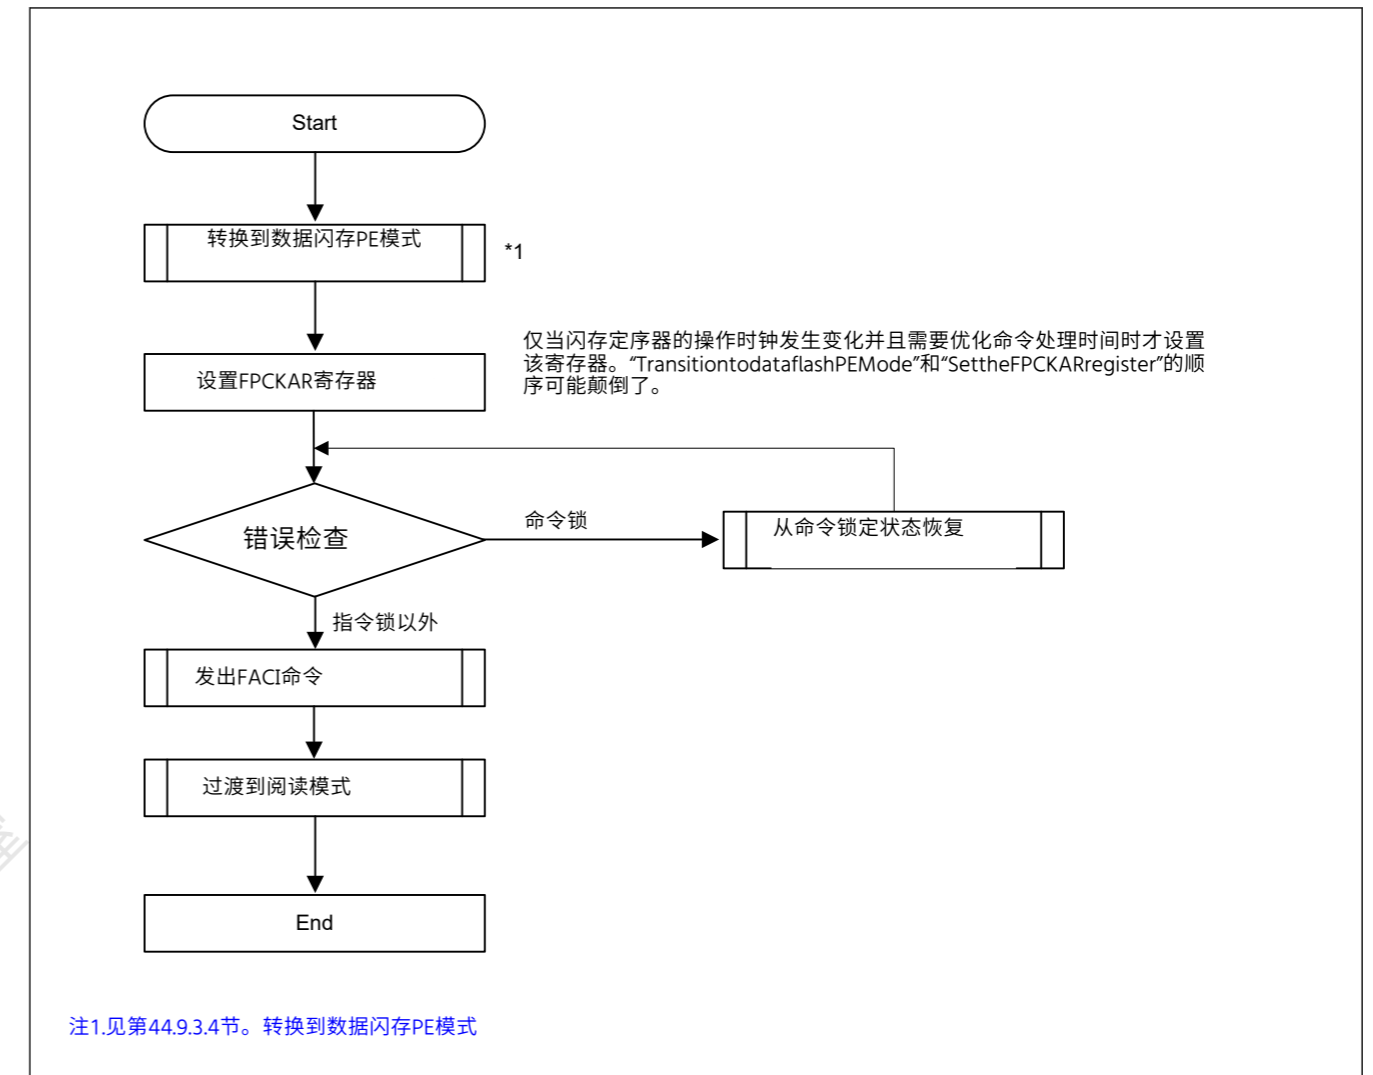 Start
转换到数据闪存PE模式
*1
仅当闪存定序器的操作时钟发生变化并且需要优化命令处理时间时才设置
该寄存器。“TransitiontodataflashPEMode”和“SettheFPCKARregister”的顺
序可能颠倒了。
设置FPCKAR寄存器
错误检查
命令锁
从命令锁定状态恢复
指令锁以外
发出FACI命令
过渡到阅读模式
End
注1.见第44.9.3.4节。转换到数据闪存PE模式